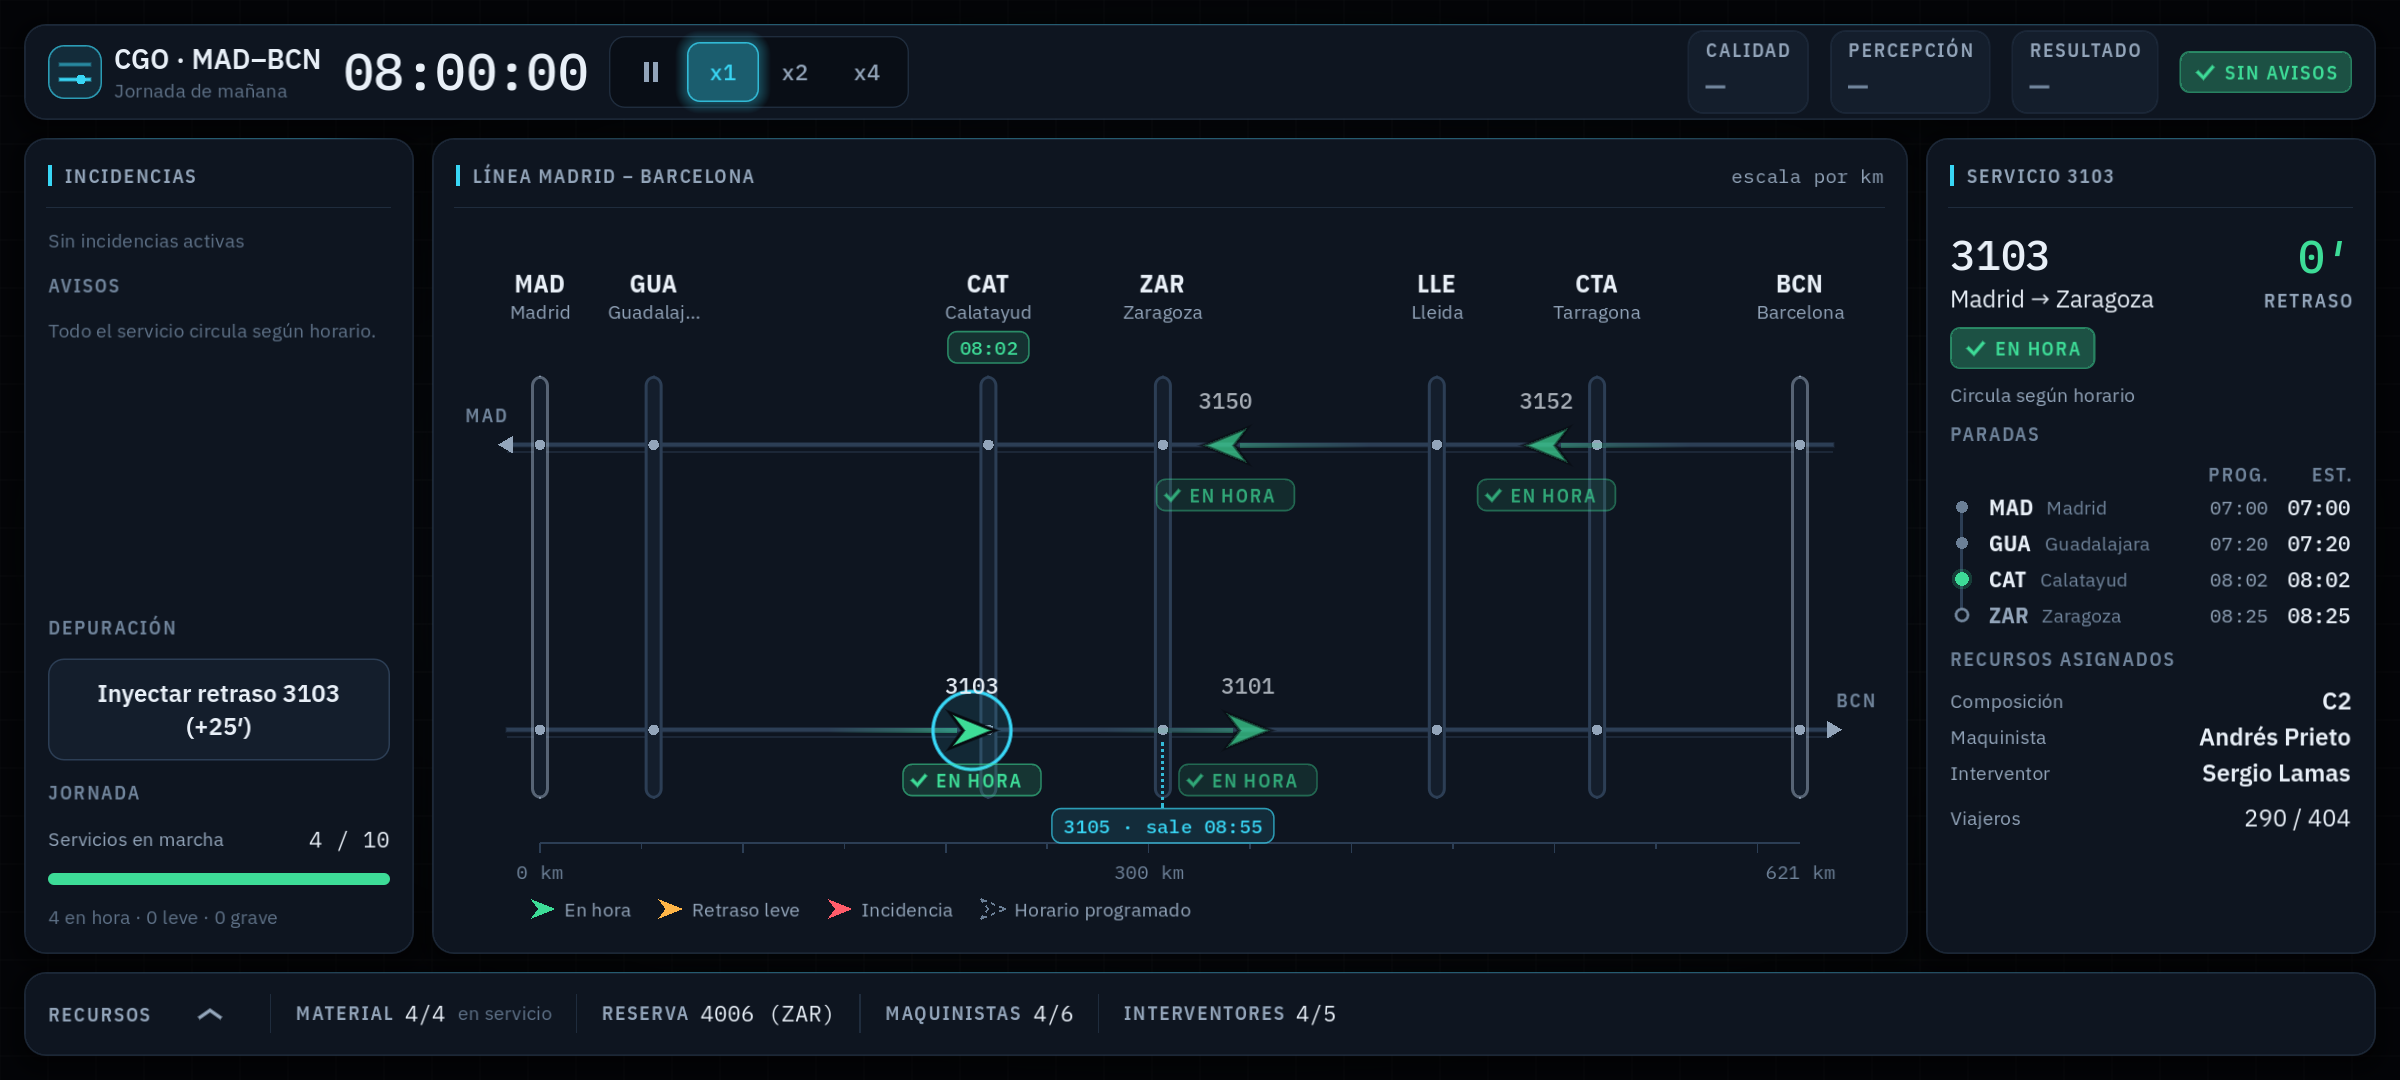 CGO · MAD–BCN
Jornada de mañana
08:00:00
x1
x2
x4
CALIDAD
—
PERCEPCIÓN
—
RESULTADO
—
SIN AVISOS
INCIDENCIAS
Sin incidencias activas
AVISOS
Todo el servicio circula según horario.
DEPURACIÓN
Inyectar retraso 3103
(+25′)
JORNADA
Servicios en marcha 4 / 10
4 en hora · 0 leve · 0 grave
LÍNEA MADRID – BARCELONA
escala por km
MAD GUA CAT ZAR LLE CTA BCN
Madrid Guadalaj… Calatayud Zaragoza Lleida Tarragona Barcelona
08:02
MAD
3150
3152
EN HORA
EN HORA
3103
3101
BCN
EN HORA
EN HORA
3105 · sale 08:55
0 km
300 km
621 km
En hora
Retraso leve
Incidencia
Horario programado
SERVICIO 3103
3103
0′
Madrid → Zaragoza
RETRASO
EN HORA
Circula según horario
PARADAS
PROG. EST.
MAD Madrid 07:00 07:00
GUA Guadalajara 07:20 07:20
CAT Calatayud 08:02 08:02
ZAR Zaragoza 08:25 08:25
RECURSOS ASIGNADOS
Composición C2
Maquinista Andrés Prieto
Interventor Sergio Lamas
Viajeros 290 / 404
RECURSOS
MATERIAL 4/4 en servicio
RESERVA 4006 (ZAR)
MAQUINISTAS 4/6
INTERVENTORES 4/5